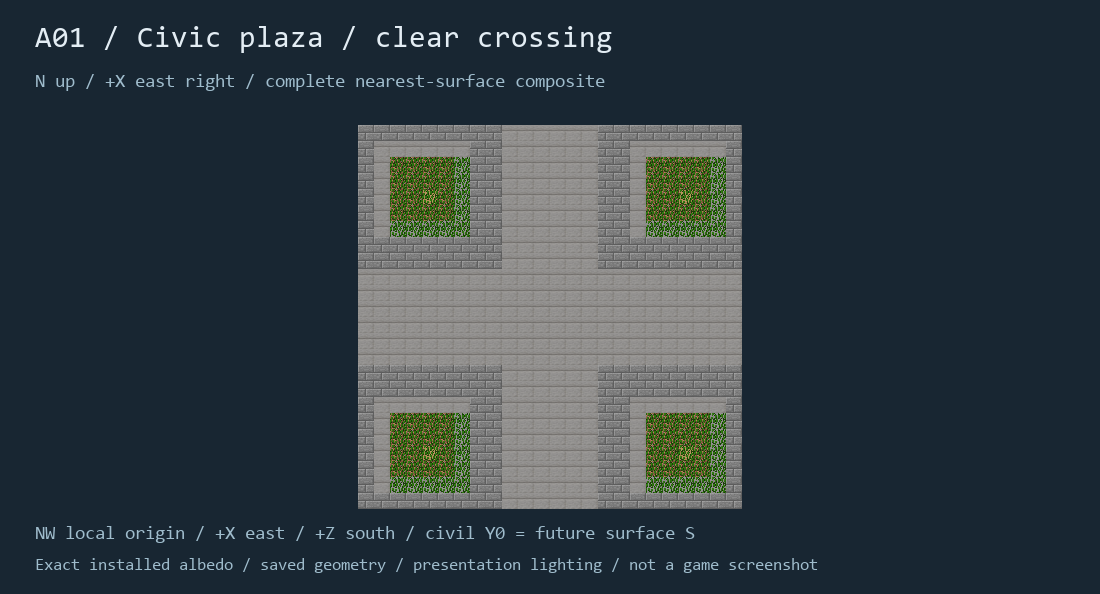 A01 / Civic plaza / clear crossing
N up / +X east right / complete nearest-surface composite
NW local origin / +X east / +Z south / civil Y0 = future surface S
Exact installed albedo / saved geometry / presentation lighting / not a game screenshot